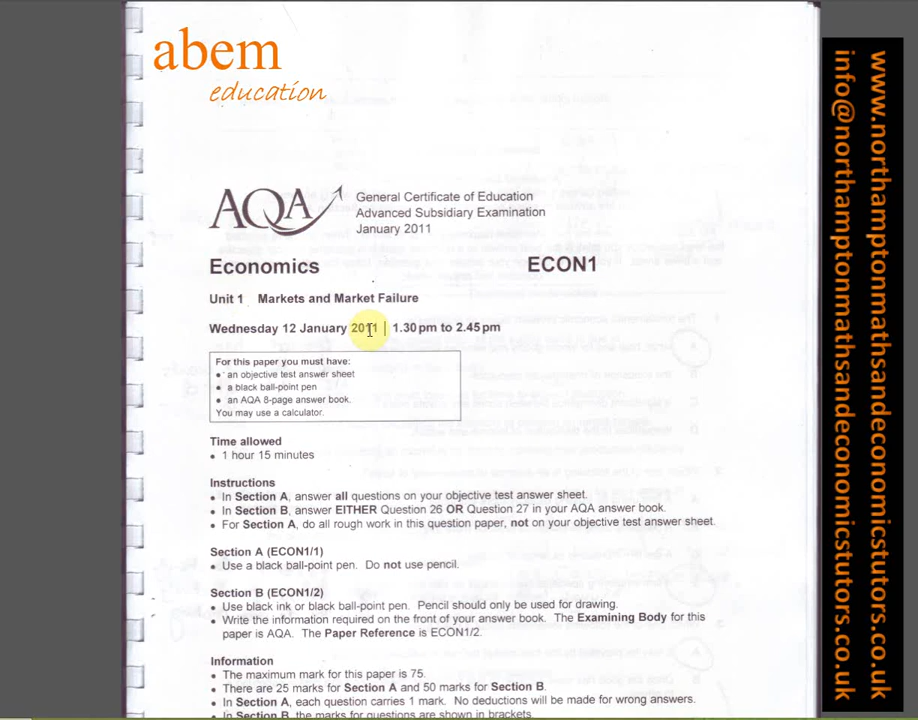 abem
education
AQA
General Certificate of Education
Advanced Subsidiary Examination
January 2011
Economics
ECON1
Unit 1 Markets and Market Failure
Wednesday 12 January 2011 1.30 pm to 2.45 pm
For this paper you must have:
• an objective test answer sheet
• a black ball-point pen
• an AQA 8-page answer book.
You may use a calculator.
Time allowed
• 1 hour 15 minutes
Instructions
• In Section A, answer all questions on your objective test answer sheet.
• In Section B, answer EITHER Question 26 OR Question 27 in your AQA answer book.
• For Section A, do all rough work in this question paper, not on your objective test answer sheet.
Section A (ECON1/1)
• Use a black ball-point pen. Do not use pencil.
Section B (ECON1/2)
• Use black ink or black ball-point pen. Pencil should only be used for drawing.
• Write the information required on the front of your answer book. The Examining Body for this
paper is AQA. The Paper Reference is ECON1/2.
Information
• The maximum mark for this paper is 75.
• There are 25 marks for Section A and 50 marks for Section B.
• In Section A, each question carries 1 mark. No deductions will be made for wrong answers.
• In Section B, the marks for questions are shown in brackets.
www.northamptonmathsandeconomicstutors.co.uk
info@northamptonmathsandeconomicstutors.co.uk